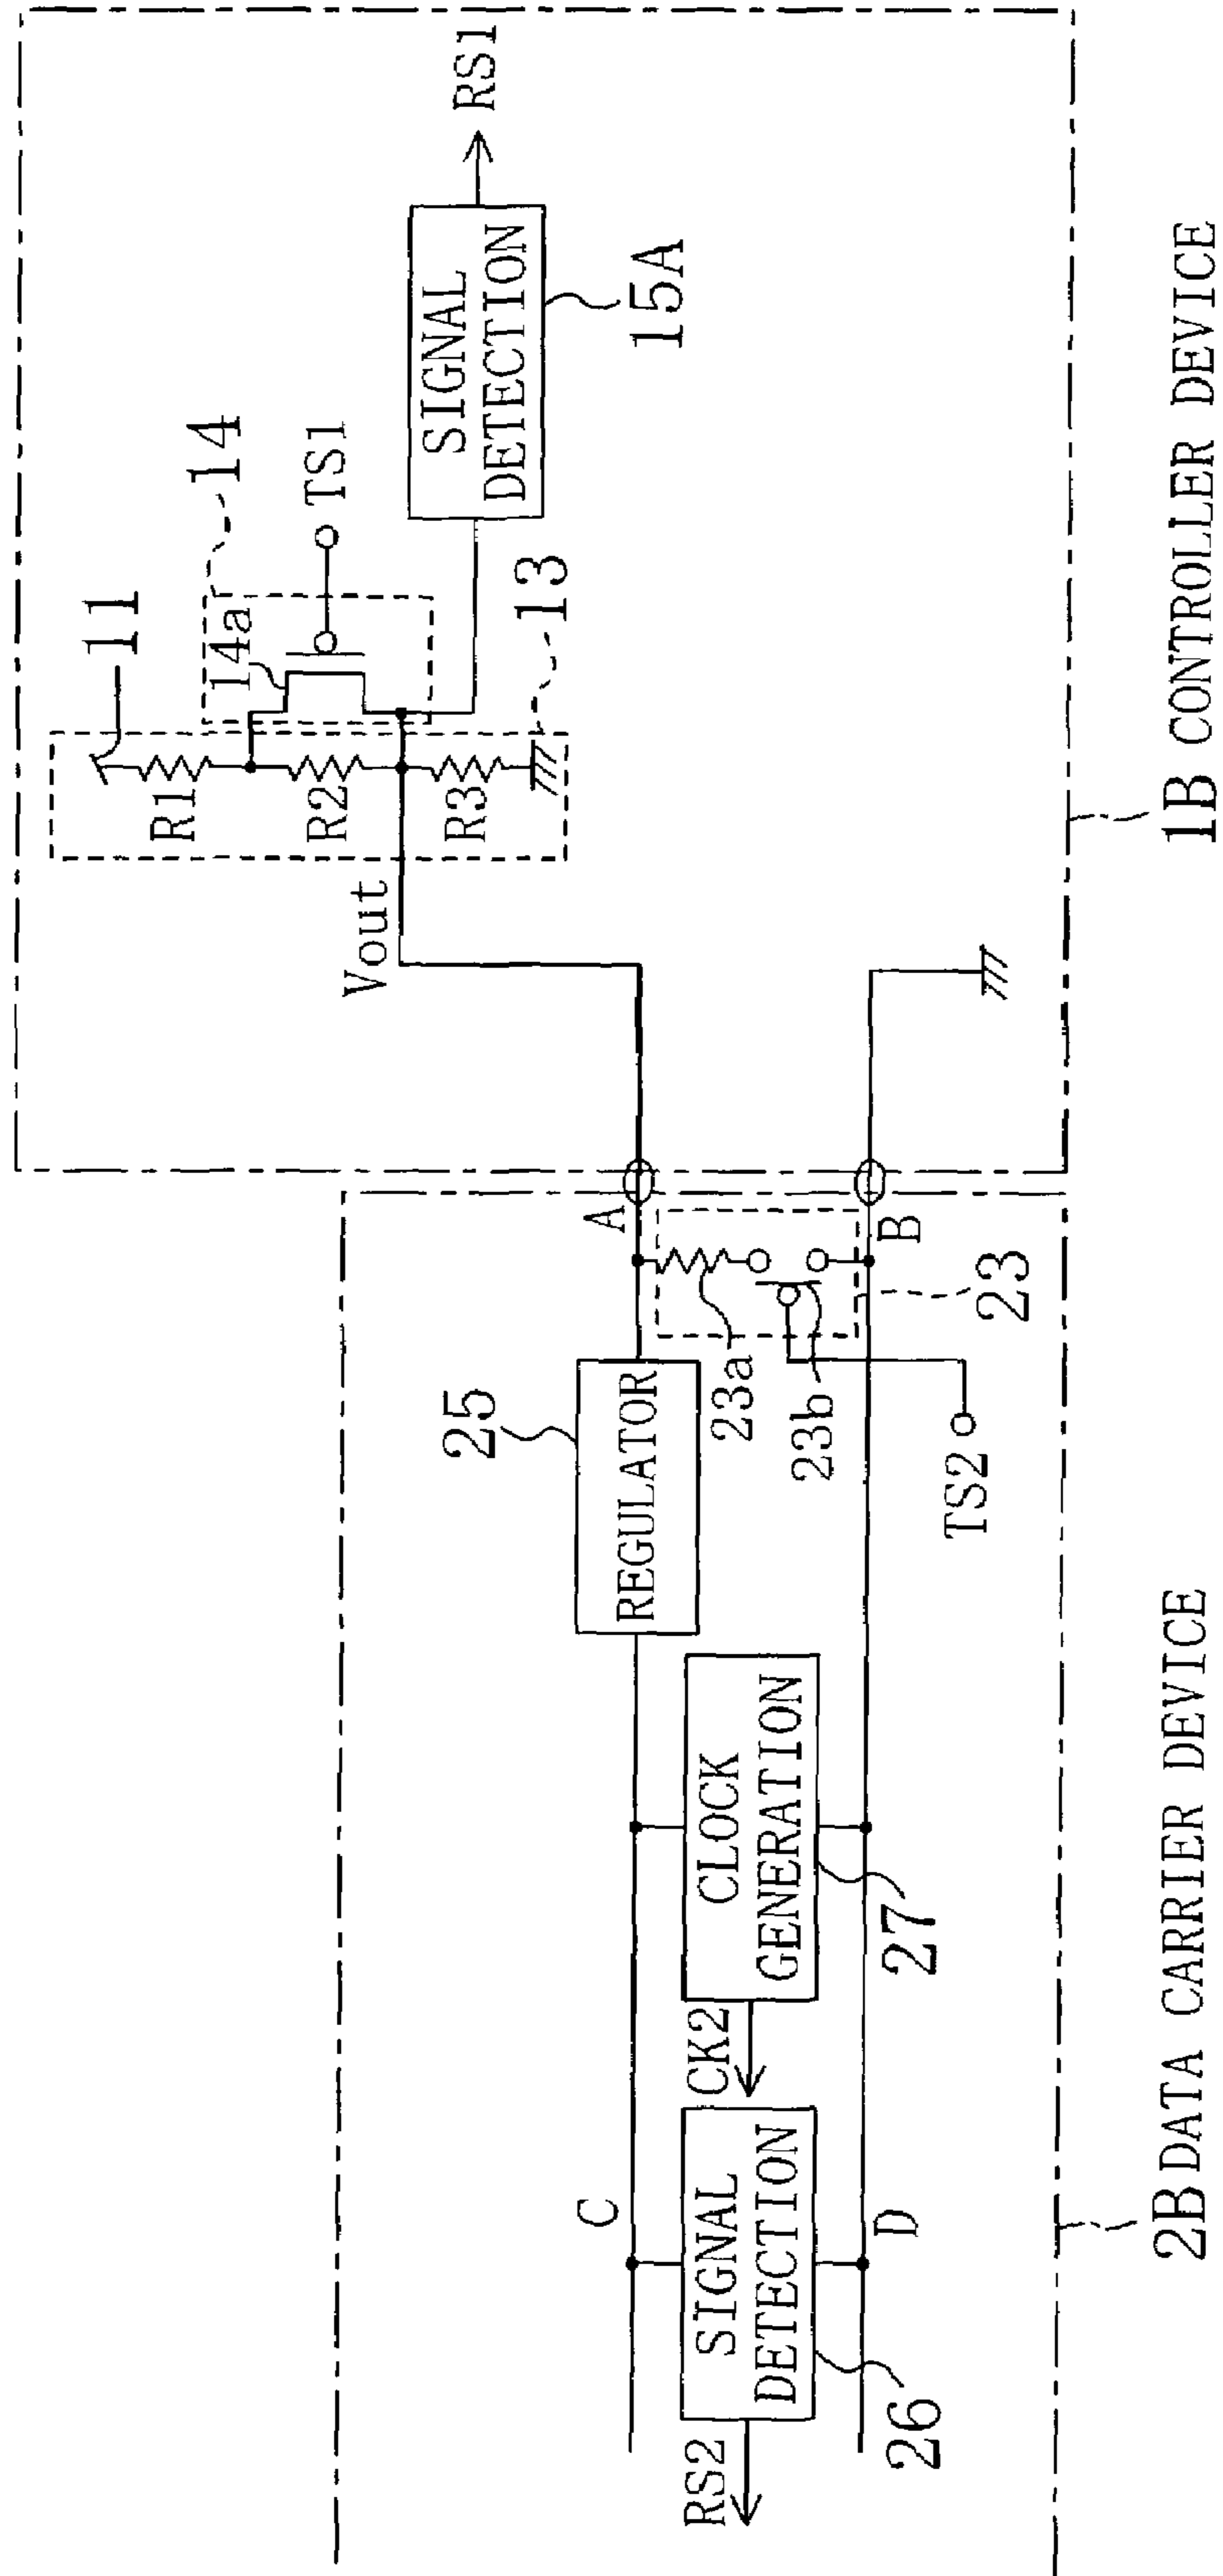 1B CONTROLLER DEVICE
11
14
14a
TS1
R1
R2
R3
13
Vout
SIGNAL
DETECTION
RS1
15A
2B DATA CARRIER DEVICE
A
B
25
REGULATOR
23a
23b
23
TS2
CLOCK
GENERATION
27
CK2
C
D
SIGNAL
DETECTION
26
RS2